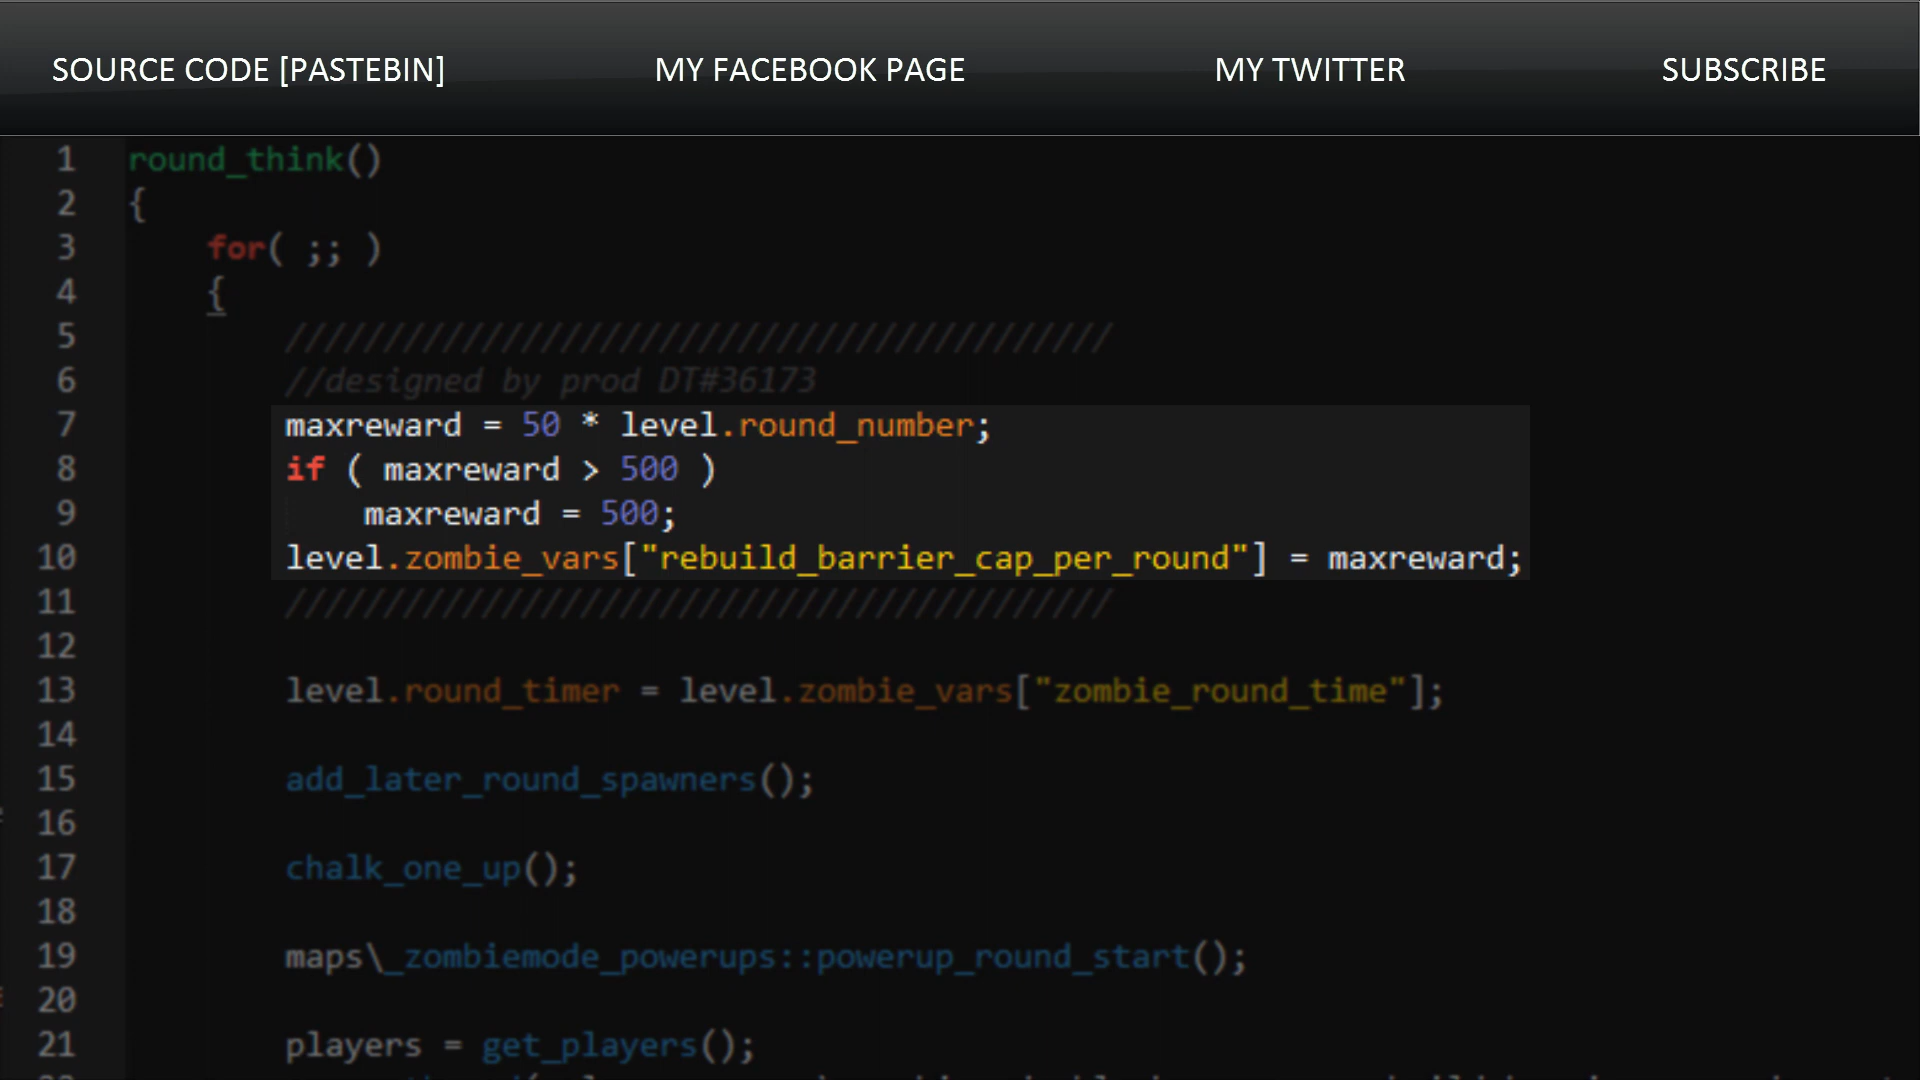 SOURCE CODE [PASTEBIN] MY FACEBOOK PAGE MY TWITTER SUBSCRIBE
1 round_think()
2 {
3 for( ;; )
4 {
5 //////////////////////////////////////////
6 //designed by prod DT#36173
7 maxreward = 50 * level.round_number;
8 if ( maxreward > 500 )
9 maxreward = 500;
10 level.zombie_vars["rebuild_barrier_cap_per_round"] = maxreward;
11 //////////////////////////////////////////
12
13 level.round_timer = level.zombie_vars["zombie_round_time"];
14
15 add_later_round_spawners();
16
17 chalk_one_up();
18
19 maps\_zombiemode_powerups::powerup_round_start();
20
21 players = get_players();